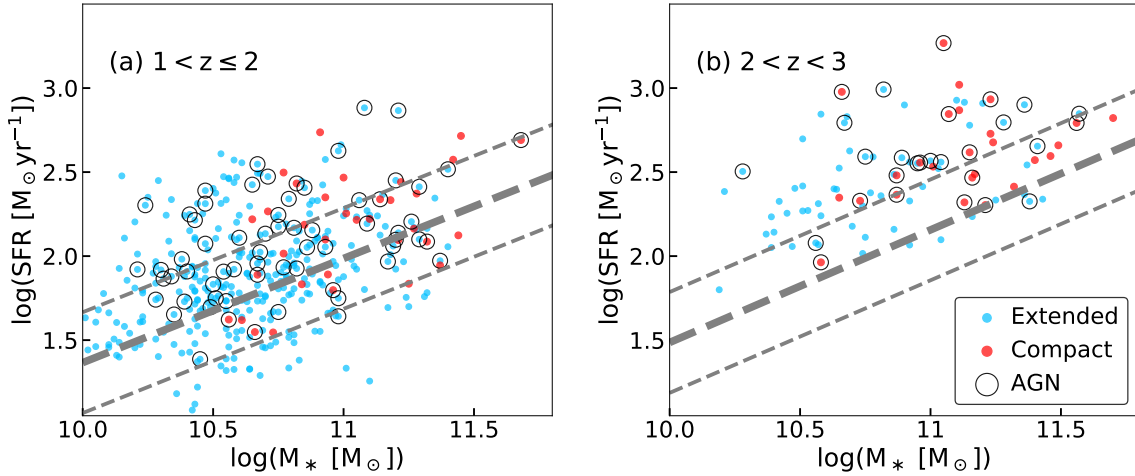 (a) 1 < z ≤ 2
log(SFR [M⊙yr⁻¹])
3.0
2.5
2.0
1.5
10.0 10.5 11 11.5
log(M∗ [M⊙])
(b) 2 < z < 3
log(SFR [M⊙yr⁻¹])
3.0
2.5
2.0
1.5
Extended
Compact
AGN
10.0 10.5 11 11.5
log(M∗ [M⊙])